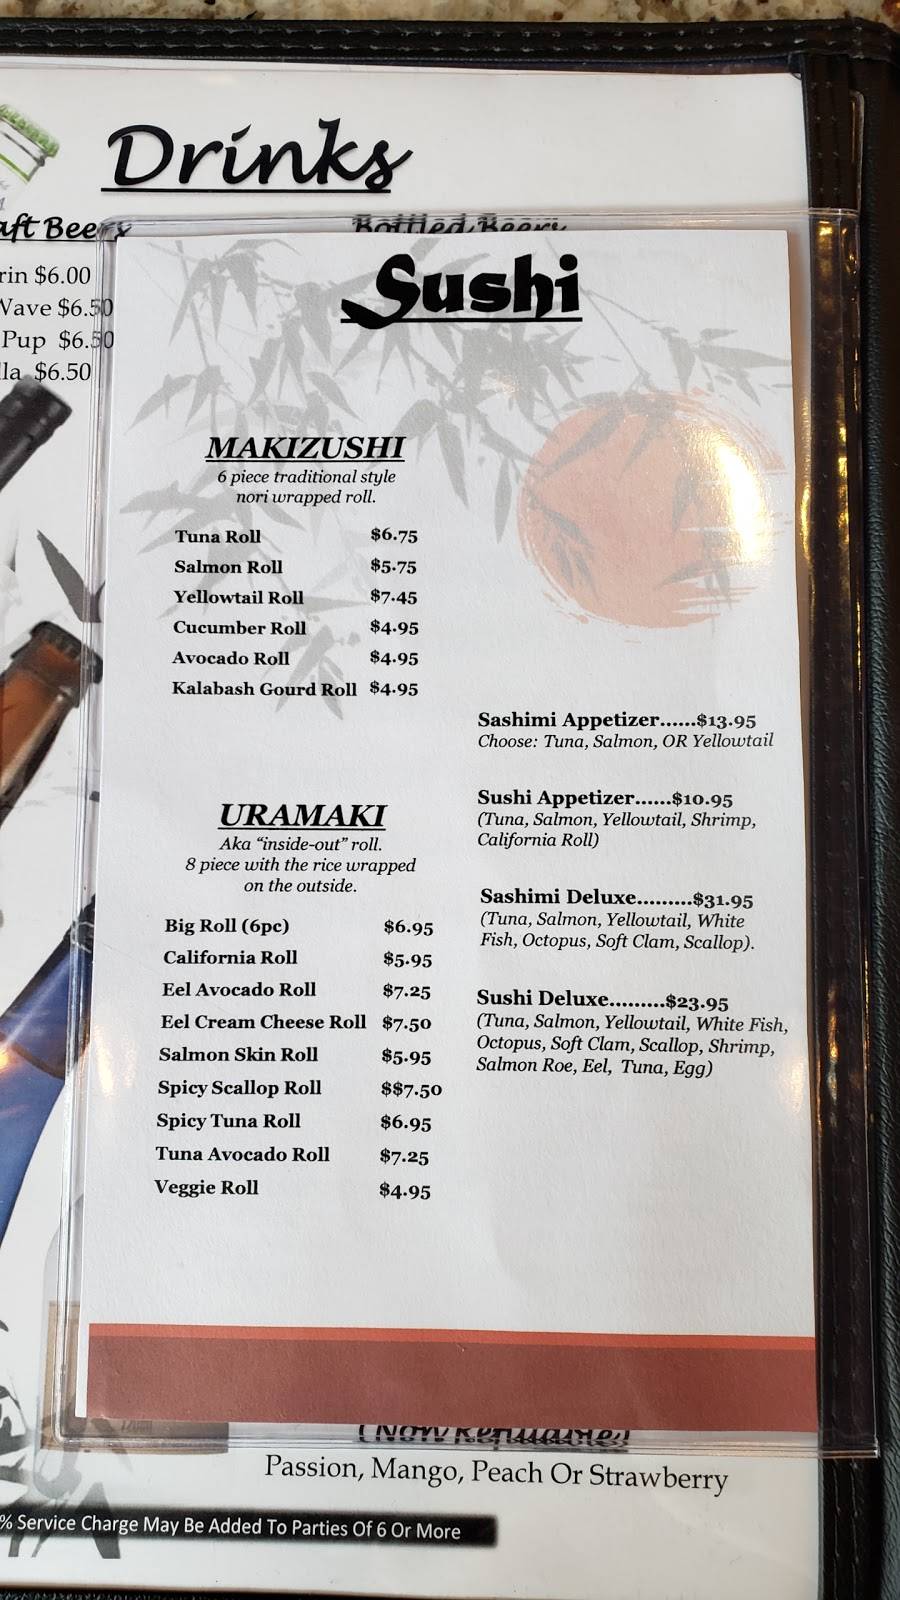 Drinks
aft Beers
Bottled Beers
rin $6.00
Wave $6.50
Pup $6.50
lla $6.50
Sushi
MAKIZUSHI
6 piece traditional style
nori wrapped roll.
Tuna Roll $6.75
Salmon Roll $5.75
Yellowtail Roll $7.45
Cucumber Roll $4.95
Avocado Roll $4.95
Kalabash Gourd Roll $4.95
URAMAKI
Aka “inside-out” roll.
8 piece with the rice wrapped
on the outside.
Big Roll (6pc) $6.95
California Roll $5.95
Eel Avocado Roll $7.25
Eel Cream Cheese Roll $7.50
Salmon Skin Roll $5.95
Spicy Scallop Roll $$7.50
Spicy Tuna Roll $6.95
Tuna Avocado Roll $7.25
Veggie Roll $4.95
Sashimi Appetizer......$13.95
Choose: Tuna, Salmon, OR Yellowtail
Sushi Appetizer......$10.95
(Tuna, Salmon, Yellowtail, Shrimp,
California Roll)
Sashimi Deluxe.........$31.95
(Tuna, Salmon, Yellowtail, White
Fish, Octopus, Soft Clam, Scallop).
Sushi Deluxe.........$23.95
(Tuna, Salmon, Yellowtail, White Fish,
Octopus, Soft Clam, Scallop, Shrimp,
Salmon Roe, Eel, Tuna, Egg)
(Now Refillable)
Passion, Mango, Peach Or Strawberry
% Service Charge May Be Added To Parties Of 6 Or More